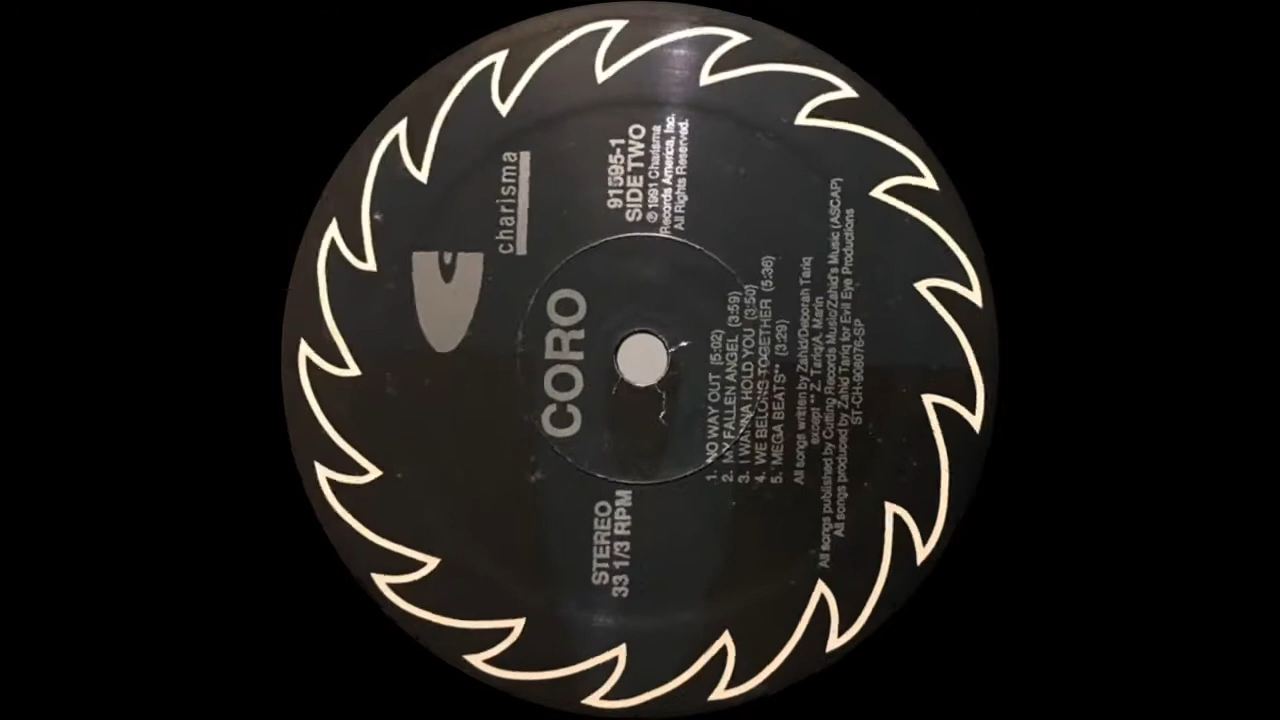 charisma
CORO
STEREO
33 1/3 RPM
91595-1
SIDE TWO
℗ 1991 Charisma
Records America, Inc.
All Rights Reserved.
1. NO WAY OUT (5:02)
2. MY FALLEN ANGEL (3:59)
3. I WANNA HOLD YOU (3:50)
4. WE BELONG TOGETHER (5:36)
5. *MEGA BEATS** (3:29)
All songs written by Zahid/Deborah Tariq
except ** Z. Tariq/A. Marin
All songs published by Cutting Records Music/Zahid's Music (ASCAP)
All songs produced by Zahid Tariq for Evil Eye Productions
ST-CH-908076-SP